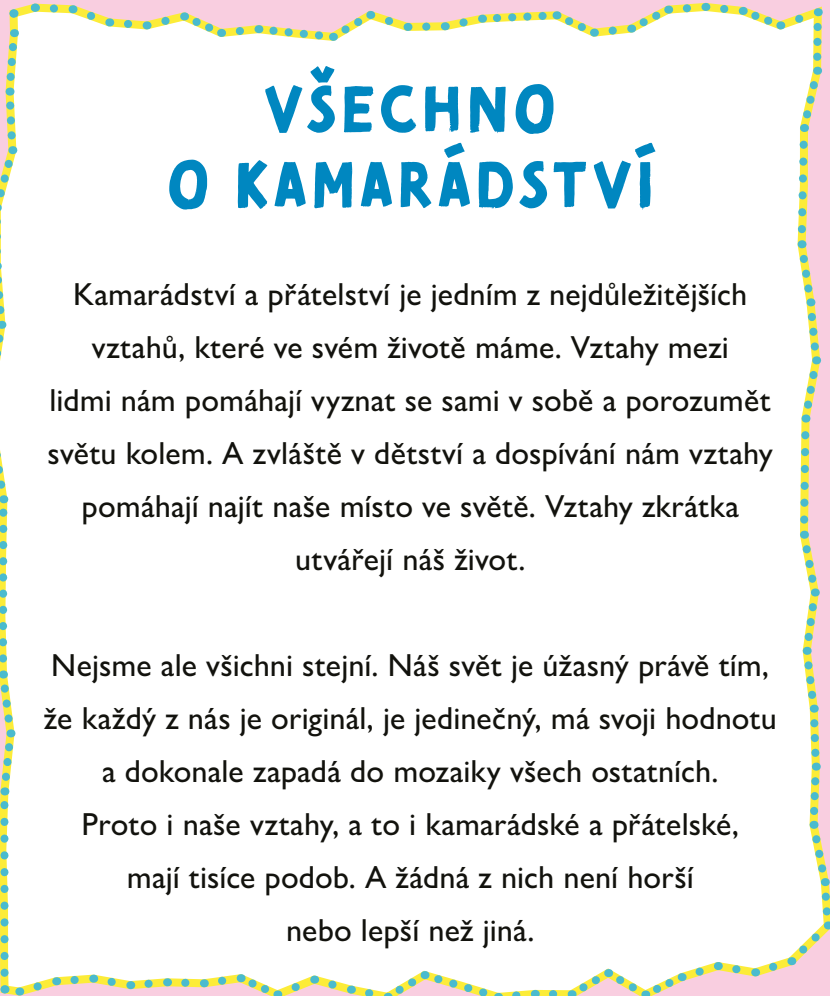 VŠECHNO
O KAMARÁDSTVÍ
Kamarádství a přátelství je jedním z nejdůležitějších
vztahů, které ve svém životě máme. Vztahy mezi
lidmi nám pomáhají vyznat se sami v sobě a porozumět
světu kolem. A zvláště v dětství a dospívání nám vztahy
pomáhají najít naše místo ve světě. Vztahy zkrátka
utvářejí náš život.
Nejsme ale všichni stejní. Náš svět je úžasný právě tím,
že každý z nás je originál, je jedinečný, má svoji hodnotu
a dokonale zapadá do mozaiky všech ostatních.
Proto i naše vztahy, a to i kamarádské a přátelské,
mají tisíce podob. A žádná z nich není horší
nebo lepší než jiná.